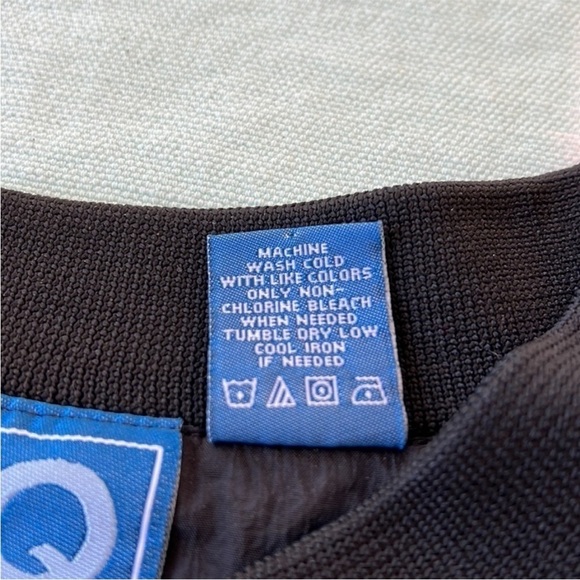 MACHINE
WASH COLD
WITH LIKE COLORS
ONLY NON-
CHLORINE BLEACH
WHEN NEEDED
TUMBLE DRY LOW
COOL IRON
IF NEEDED
Q